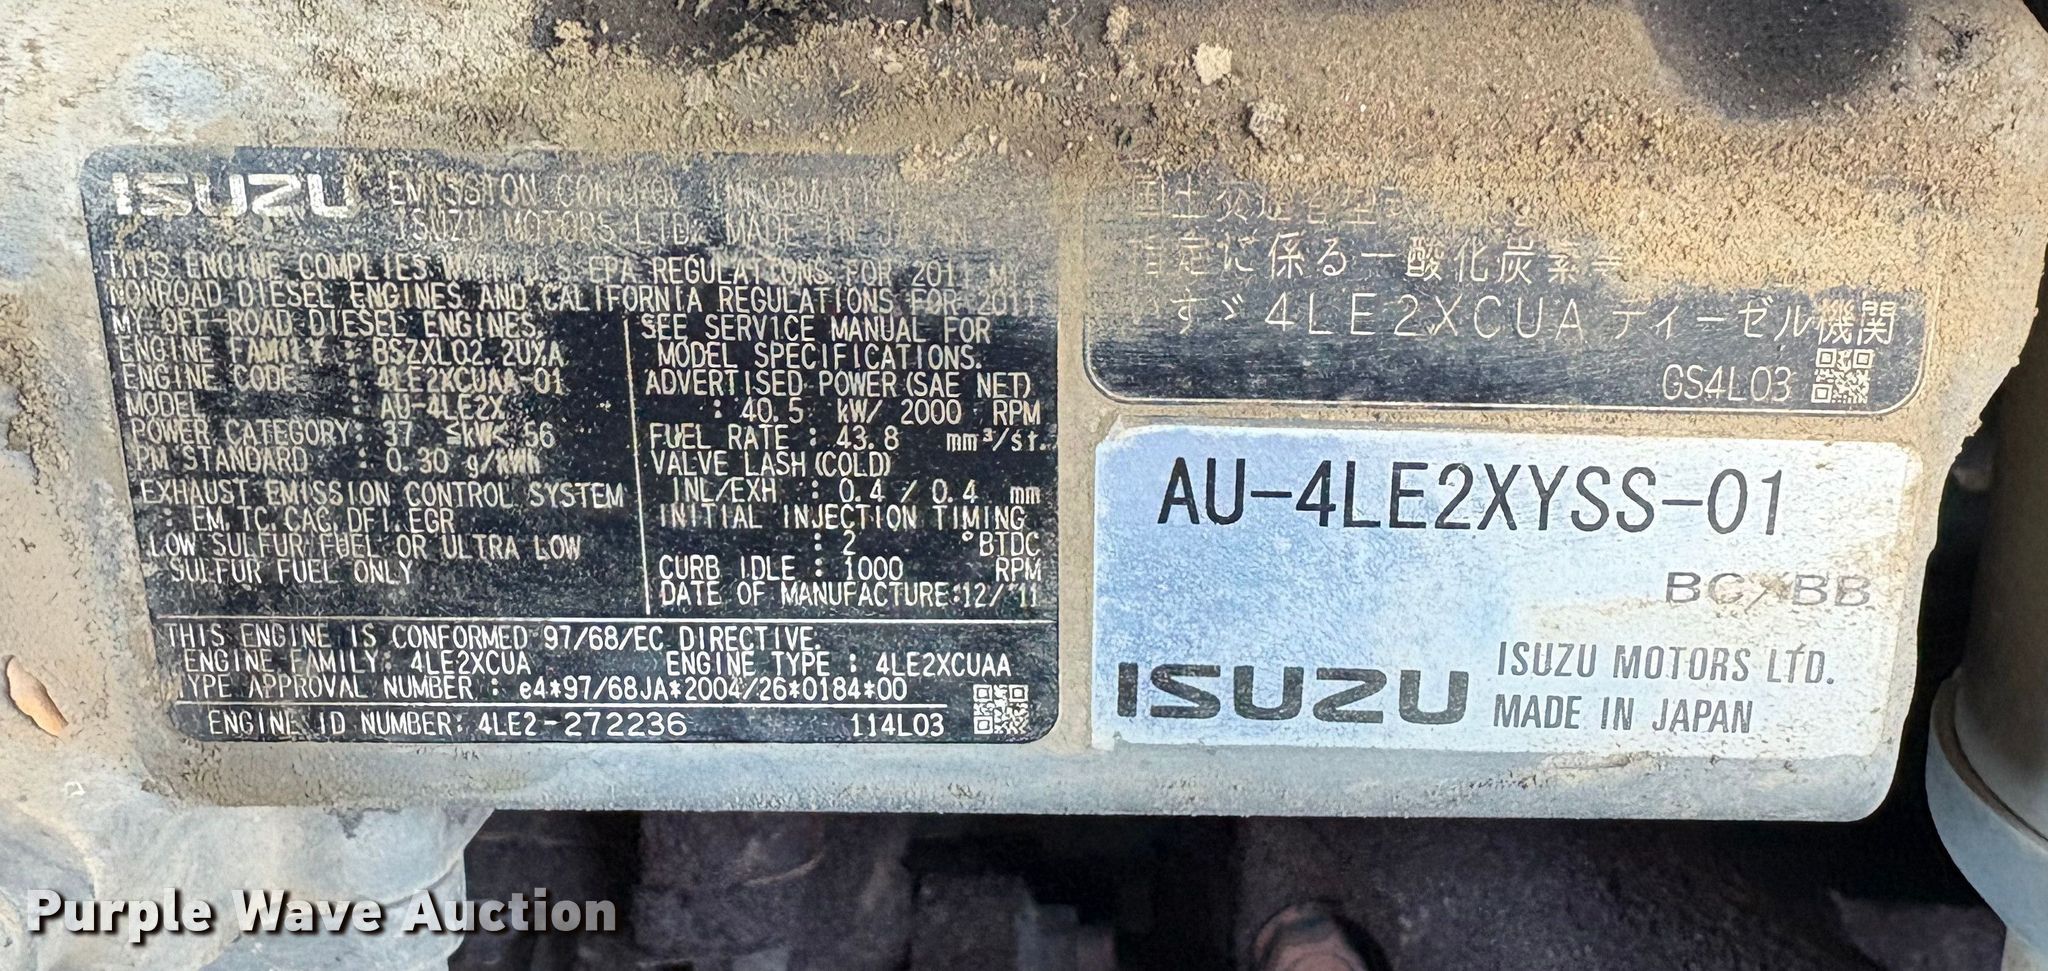 ISUZU EMISSION CONTROL INFORMATION
ISUZU MOTORS LTD. MADE IN JAPAN
THIS ENGINE COMPLIES WITH U.S. EPA REGULATIONS FOR 2011 MY
NONROAD DIESEL ENGINES AND CALIFORNIA REGULATIONS FOR 2011
MY OFF-ROAD DIESEL ENGINES.
ENGINE FAMILY : BSZXL02.2UXA
ENGINE CODE : 4LE2XCUAA-01
MODEL : AU-4LE2X
POWER CATEGORY: 37 ≤kW< 56
PM STANDARD : 0.30 g/kWh
EXHAUST EMISSION CONTROL SYSTEM
: EM, TC, CAC, DFI, EGR
LOW SULFUR FUEL OR ULTRA LOW
SULFUR FUEL ONLY
SEE SERVICE MANUAL FOR
MODEL SPECIFICATIONS.
ADVERTISED POWER (SAE NET)
: 40.5 kW/ 2000 RPM
FUEL RATE : 43.8 mm³/st.
VALVE LASH (COLD)
INL/EXH : 0.4 / 0.4 mm
INITIAL INJECTION TIMING
: 2 °BTDC
CURB IDLE : 1000 RPM
DATE OF MANUFACTURE:12/'11
THIS ENGINE IS CONFORMED 97/68/EC DIRECTIVE.
ENGINE FAMILY: 4LE2XCUA ENGINE TYPE : 4LE2XCUAA
TYPE APPROVAL NUMBER : e4*97/68JA*2004/26*0184*00
ENGINE ID NUMBER: 4LE2-272236 114L03
指定に係る一酸化炭素等
いすゞ 4LE2XCUA ディーゼル機関
GS4L03
AU-4LE2XYSS-01
BC/BB
ISUZU ISUZU MOTORS LTD.
MADE IN JAPAN
Purple Wave Auction